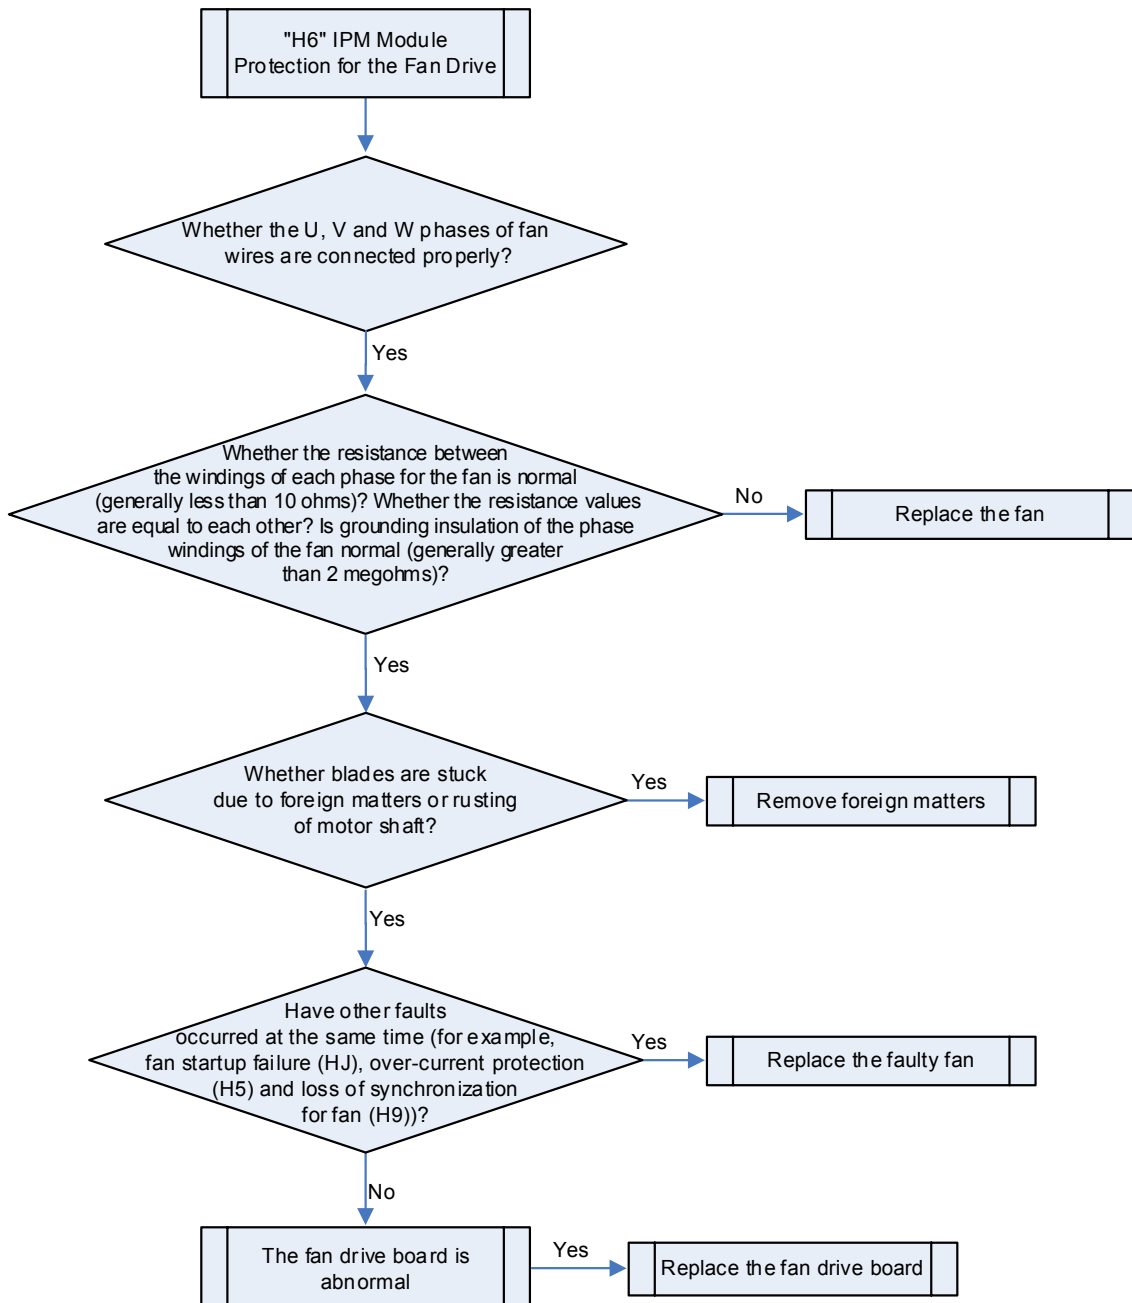 "H6" IPM Module
Protection for the Fan Drive
Whether the U, V and W phases of fan
wires are connected properly?
Yes
Whether the resistance between
the windings of each phase for the fan is normal
(generally less than 10 ohms)? Whether the resistance values
are equal to each other? Is grounding insulation of the phase
windings of the fan normal (generally greater
than 2 megohms)?
No
Replace the fan
Yes
Whether blades are stuck
due to foreign matters or rusting
of motor shaft?
Yes
Remove foreign matters
Yes
Have other faults
occurred at the same time (for example,
fan startup failure (HJ), over-current protection
(H5) and loss of synchronization
for fan (H9))?
Yes
Replace the faulty fan
No
The fan drive board is
abnormal
Yes
Replace the fan drive board